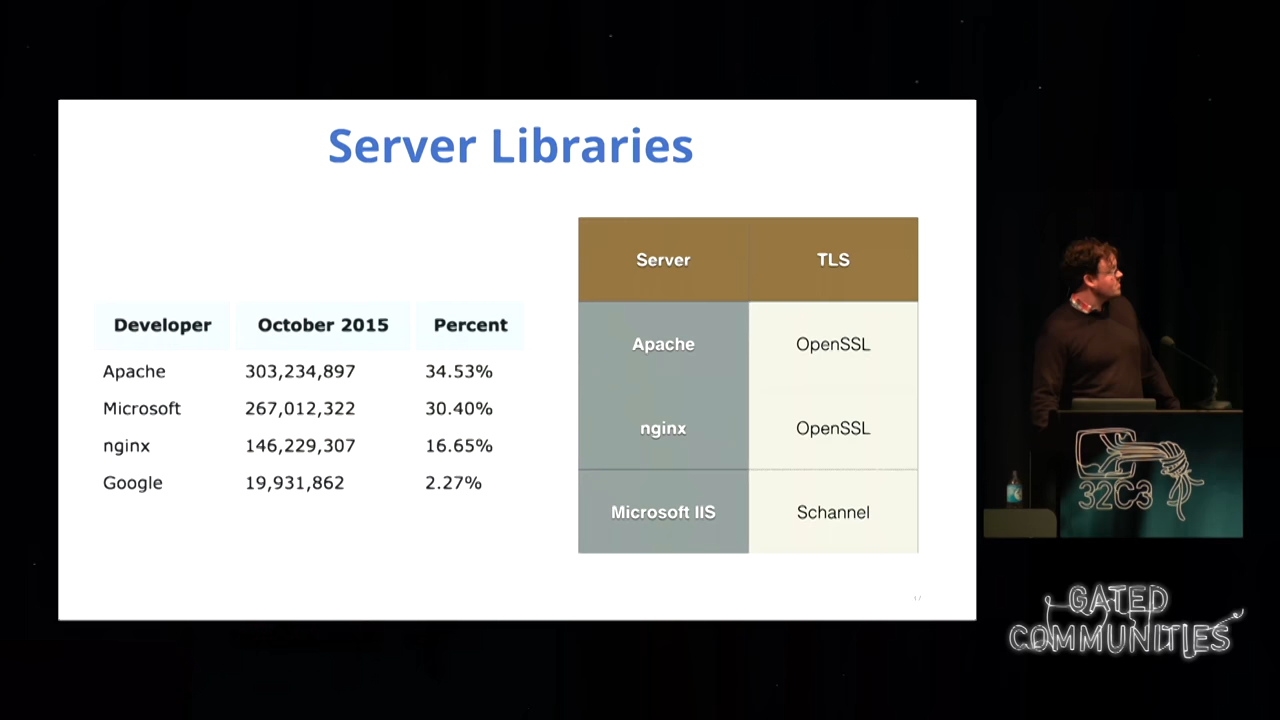 Server Libraries
Developer October 2015 Percent
Apache 303,234,897 34.53%
Microsoft 267,012,322 30.40%
nginx 146,229,307 16.65%
Google 19,931,862 2.27%
Server TLS
Apache OpenSSL
nginx OpenSSL
Microsoft IIS Schannel
17
32C3
GATED
COMMUNITIES